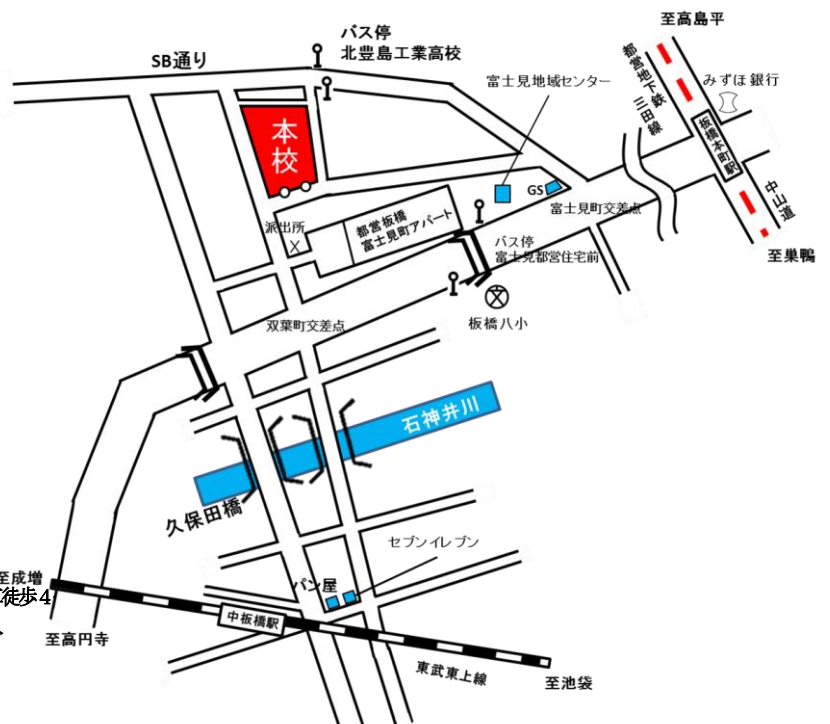 至高島平
バス停
北豊島工業高校
SB通り
都営地下鉄
三田線
みずほ銀行
富士見地域センター
本校
板橋本町駅
GS
中山道
派出所
都営板橋
富士見町アパート
富士見町交差点
バス停
富士見都営住宅前
至巣鴨
双葉町交差点
板橋八小
石神井川
久保田橋
セブンイレブン
至成増
徒歩4
パン屋
中板橋駅
至高円寺
東武東上線
至池袋